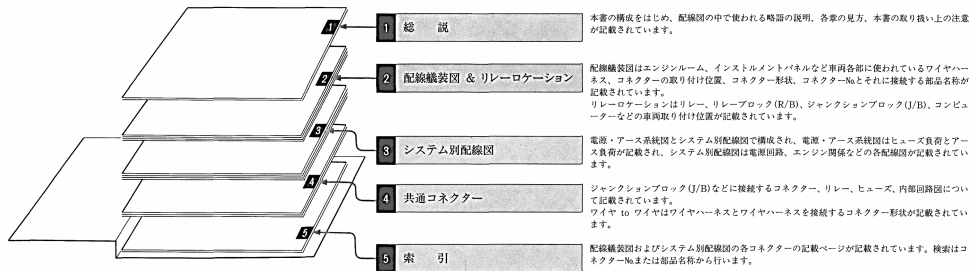 1
2
3
4
5
1 総 説
本書の構成をはじめ、配線図の中で使われる略語の説明、各章の見方、本書の取り扱い上の注意
が記載されています。
2 配線艤装図 & リレーロケーション
配線艤装図はエンジンルーム、インストルメントパネルなど車両各部に使われているワイヤハー
ネス、コネクターの取り付け位置、コネクター形状、コネクターNo.とそれに接続する部品名称が
記載されています。
リレーロケーションはリレー、リレーブロック(R/B)、ジャンクションブロック(J/B)、コンピュ
ーターなどの車両取り付け位置が記載されています。
3 システム別配線図
電源・アース系統図とシステム別配線図で構成され、電源・アース系統図はヒューズ負荷とアー
ス負荷が記載され、システム別配線図は電源回路、エンジン関係などの各配線図が記載されてい
ます。
4 共通コネクター
ジャンクションブロック(J/B)などに接続するコネクター、リレー、ヒューズ、内部回路図につい
て記載されています。
ワイヤ to ワイヤはワイヤハーネスとワイヤハーネスを接続するコネクター形状が記載されてい
ます。
5 索 引
配線艤装図およびシステム別配線図の各コネクターの記載ページが記載されています。検索はコ
ネクターNo.または部品名称から行います。